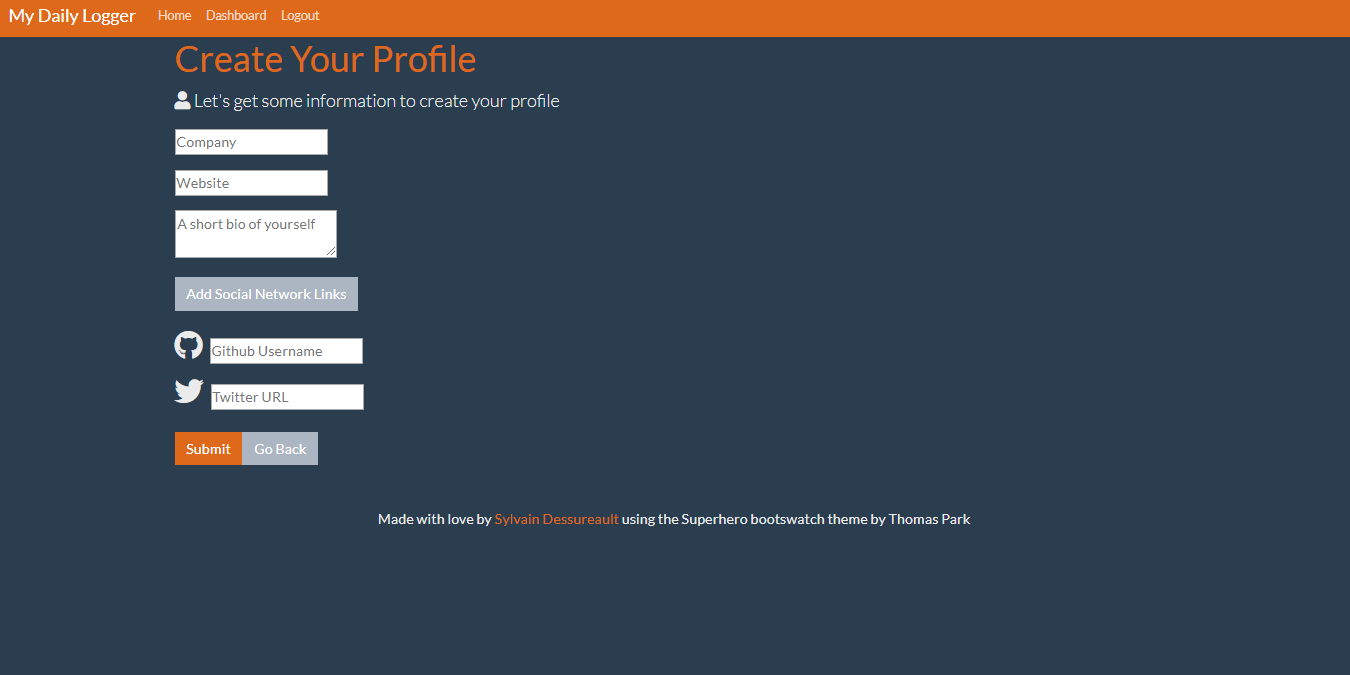 My Daily Logger Home Dashboard Logout
Create Your Profile
Let's get some information to create your profile
Company
Website
A short bio of yourself
Add Social Network Links
Github Username
Twitter URL
Submit Go Back
Made with love by Sylvain Dessureault using the Superhero bootswatch theme by Thomas Park